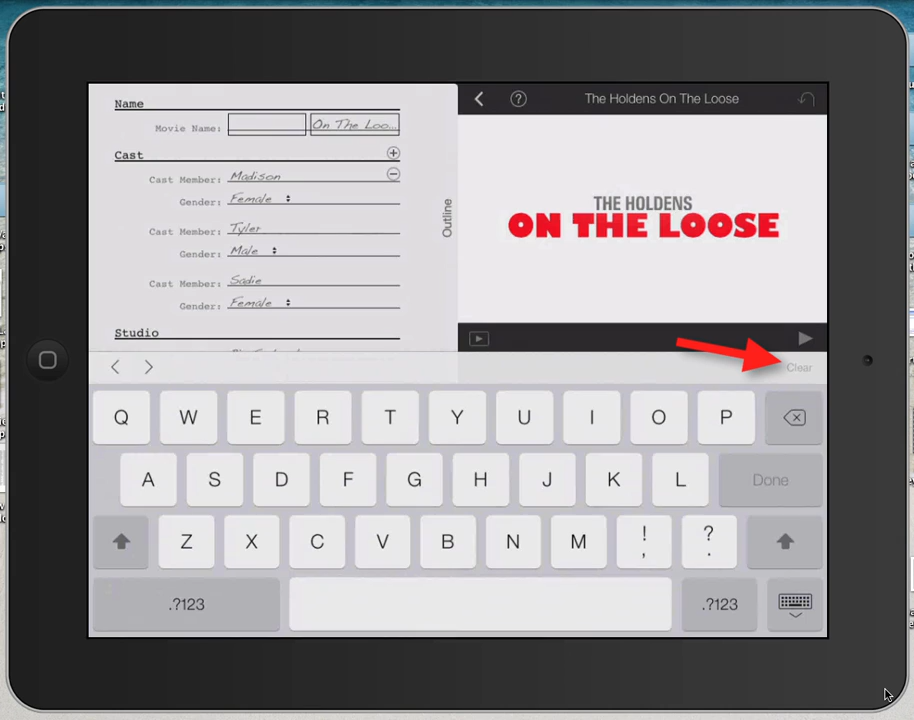 Name
Movie Name: On The Loo...
Cast
Cast Member: Madison
Gender: Female
Cast Member: Tyler
Gender: Male
Cast Member: Sadie
Gender: Female
Studio
Outline
The Holdens On The Loose
THE HOLDENS
ON THE LOOSE
Clear
Q W E R T Y U I O P
A S D F G H J K L Done
Z X C V B N M ! , ? .
.?123 .?123